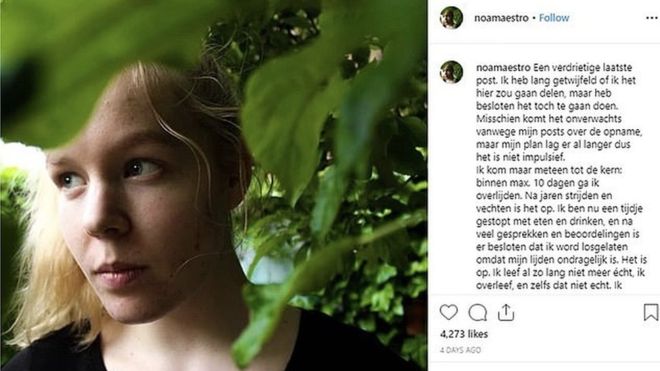 noamaestro • Follow
noamaestro Een verdrietige laatste
post. Ik heb lang getwijfeld of ik het
hier zou gaan delen, maar heb
besloten het toch te gaan doen.
Misschien komt het onverwachts
vanwege mijn posts over de opname,
maar mijn plan lag er al langer dus
het is niet impulsief.
Ik kom maar meteen tot de kern:
binnen max. 10 dagen ga ik
overlijden. Na jaren strijden en
vechten is het op. Ik ben nu een tijdje
gestopt met eten en drinken, en na
veel gesprekken en beoordelingen is
er besloten dat ik word losgelaten
omdat mijn lijden ondragelijk is. Het is
op. Ik leef al zo lang niet meer écht, ik
overleef, en zelfs dat niet echt. Ik
4,273 likes
4 DAYS AGO